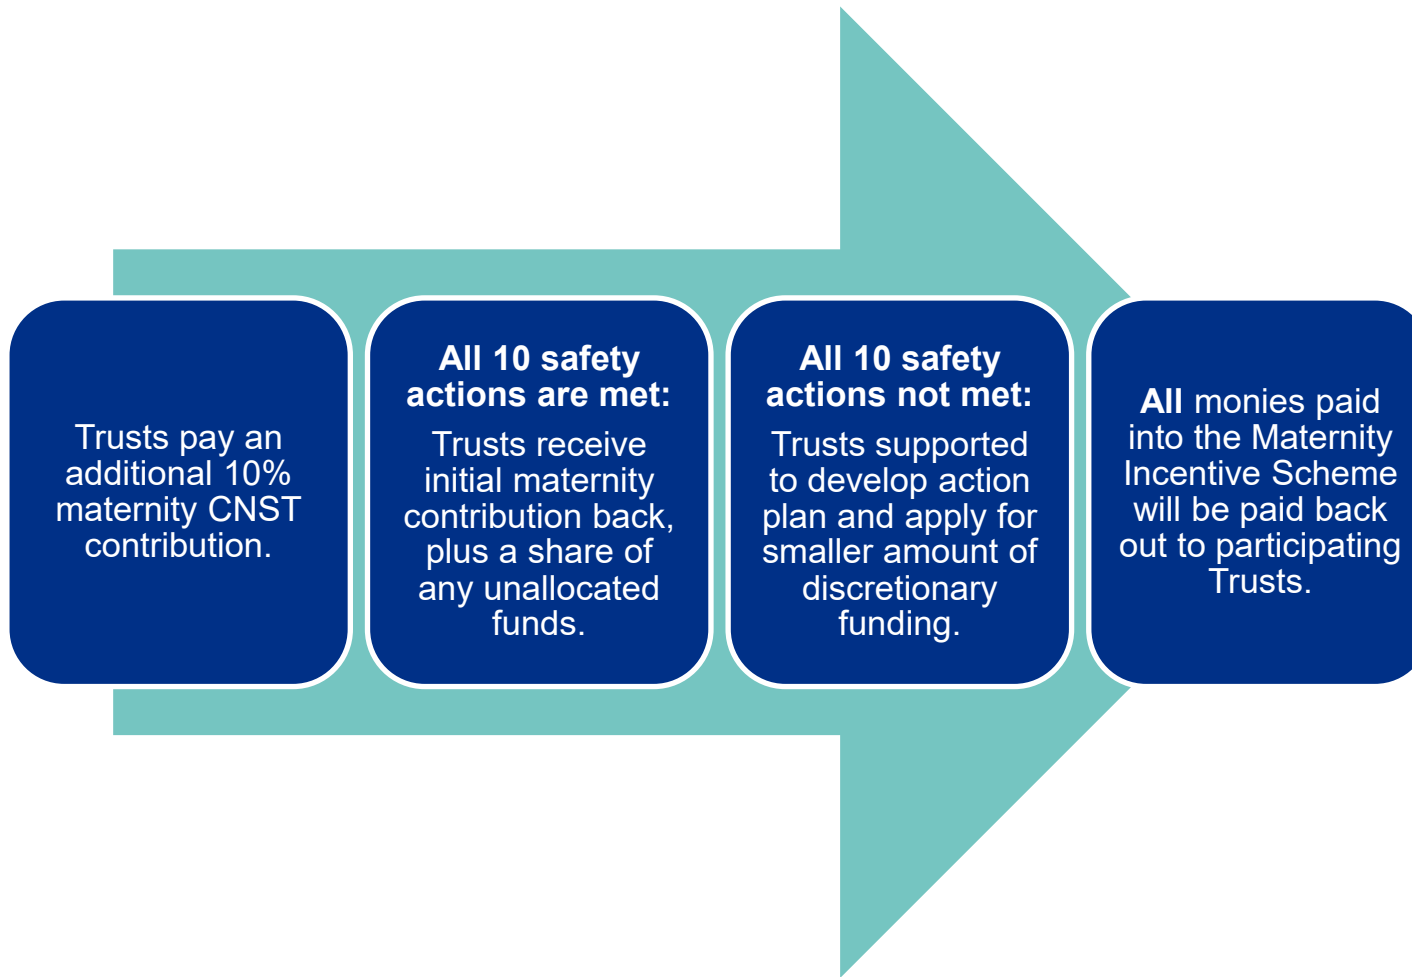 Trusts pay an
additional 10%
maternity CNST
contribution.
All 10 safety
actions are met:
Trusts receive
initial maternity
contribution back,
plus a share of
any unallocated
funds.
All 10 safety
actions not met:
Trusts supported
to develop action
plan and apply for
smaller amount of
discretionary
funding.
All monies paid
into the Maternity
Incentive Scheme
will be paid back
out to participating
Trusts.